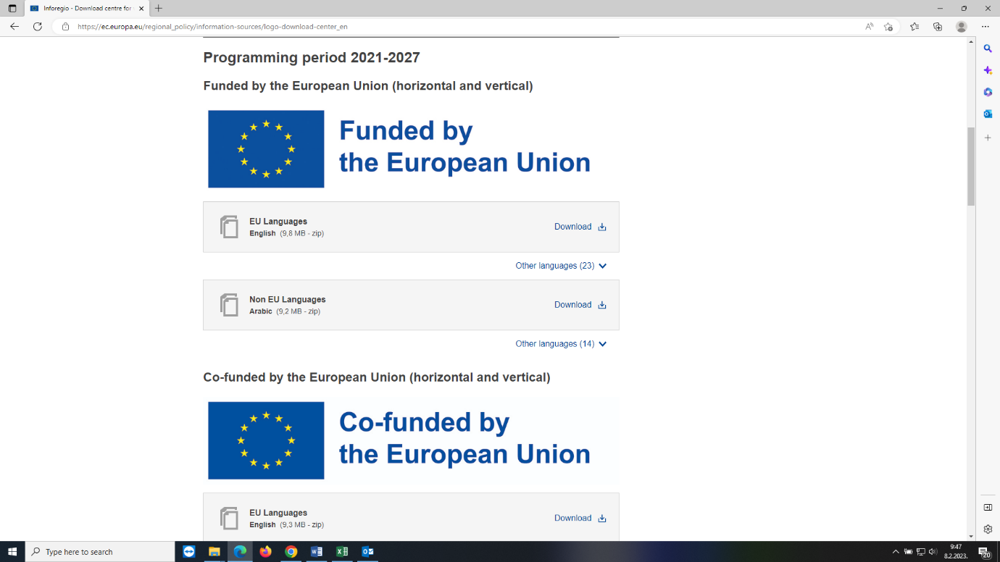 Inforegio - Download centre for
https://ec.europa.eu/regional_policy/information-sources/logo-download-center_en
Programming period 2021-2027
Funded by the European Union (horizontal and vertical)
Funded by
the European Union
EU Languages
English (9,8 MB - zip)
Download
Other languages (23)
Non EU Languages
Arabic (9,2 MB - zip)
Download
Other languages (14)
Co-funded by the European Union (horizontal and vertical)
Co-funded by
the European Union
EU Languages
English (9,3 MB - zip)
Download
Type here to search
9:47
8.2.2023.
20